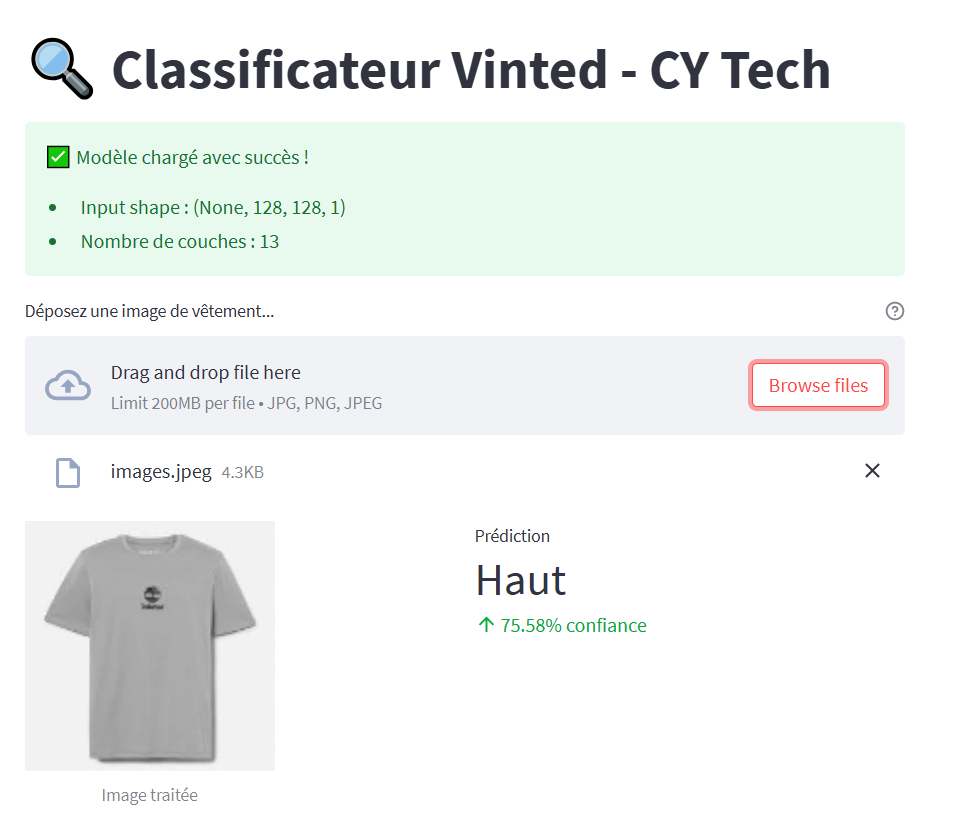 Classificateur Vinted - CY Tech
Modèle chargé avec succès !
Input shape : (None, 128, 128, 1)
Nombre de couches : 13
Déposez une image de vêtement...
Drag and drop file here
Limit 200MB per file • JPG, PNG, JPEG
Browse files
images.jpeg 4.3KB
Prédiction
Haut
↑ 75.58% confiance
Image traitée